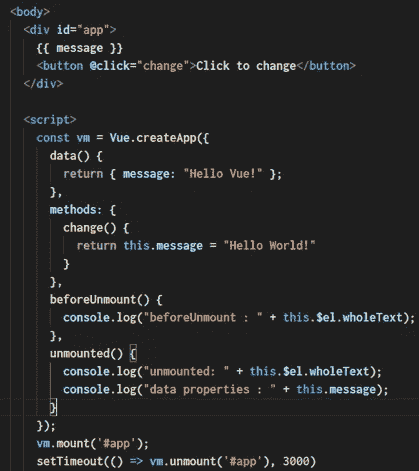 <body>
<div id="app">
{{ message }}
<button @click="change">Click to change</button>
</div>
<script>
const vm = Vue.createApp({
data() {
return { message: "Hello Vue!" };
},
methods: {
change() {
return this.message = "Hello World!"
}
},
beforeUnmount() {
console.log("beforeUnmount : " + this.$el.wholeText);
},
unmounted() {
console.log("unmounted: " + this.$el.wholeText);
console.log("data properties : " + this.message);
}
});
vm.mount('#app');
setTimeout(() => vm.unmount('#app'), 3000)